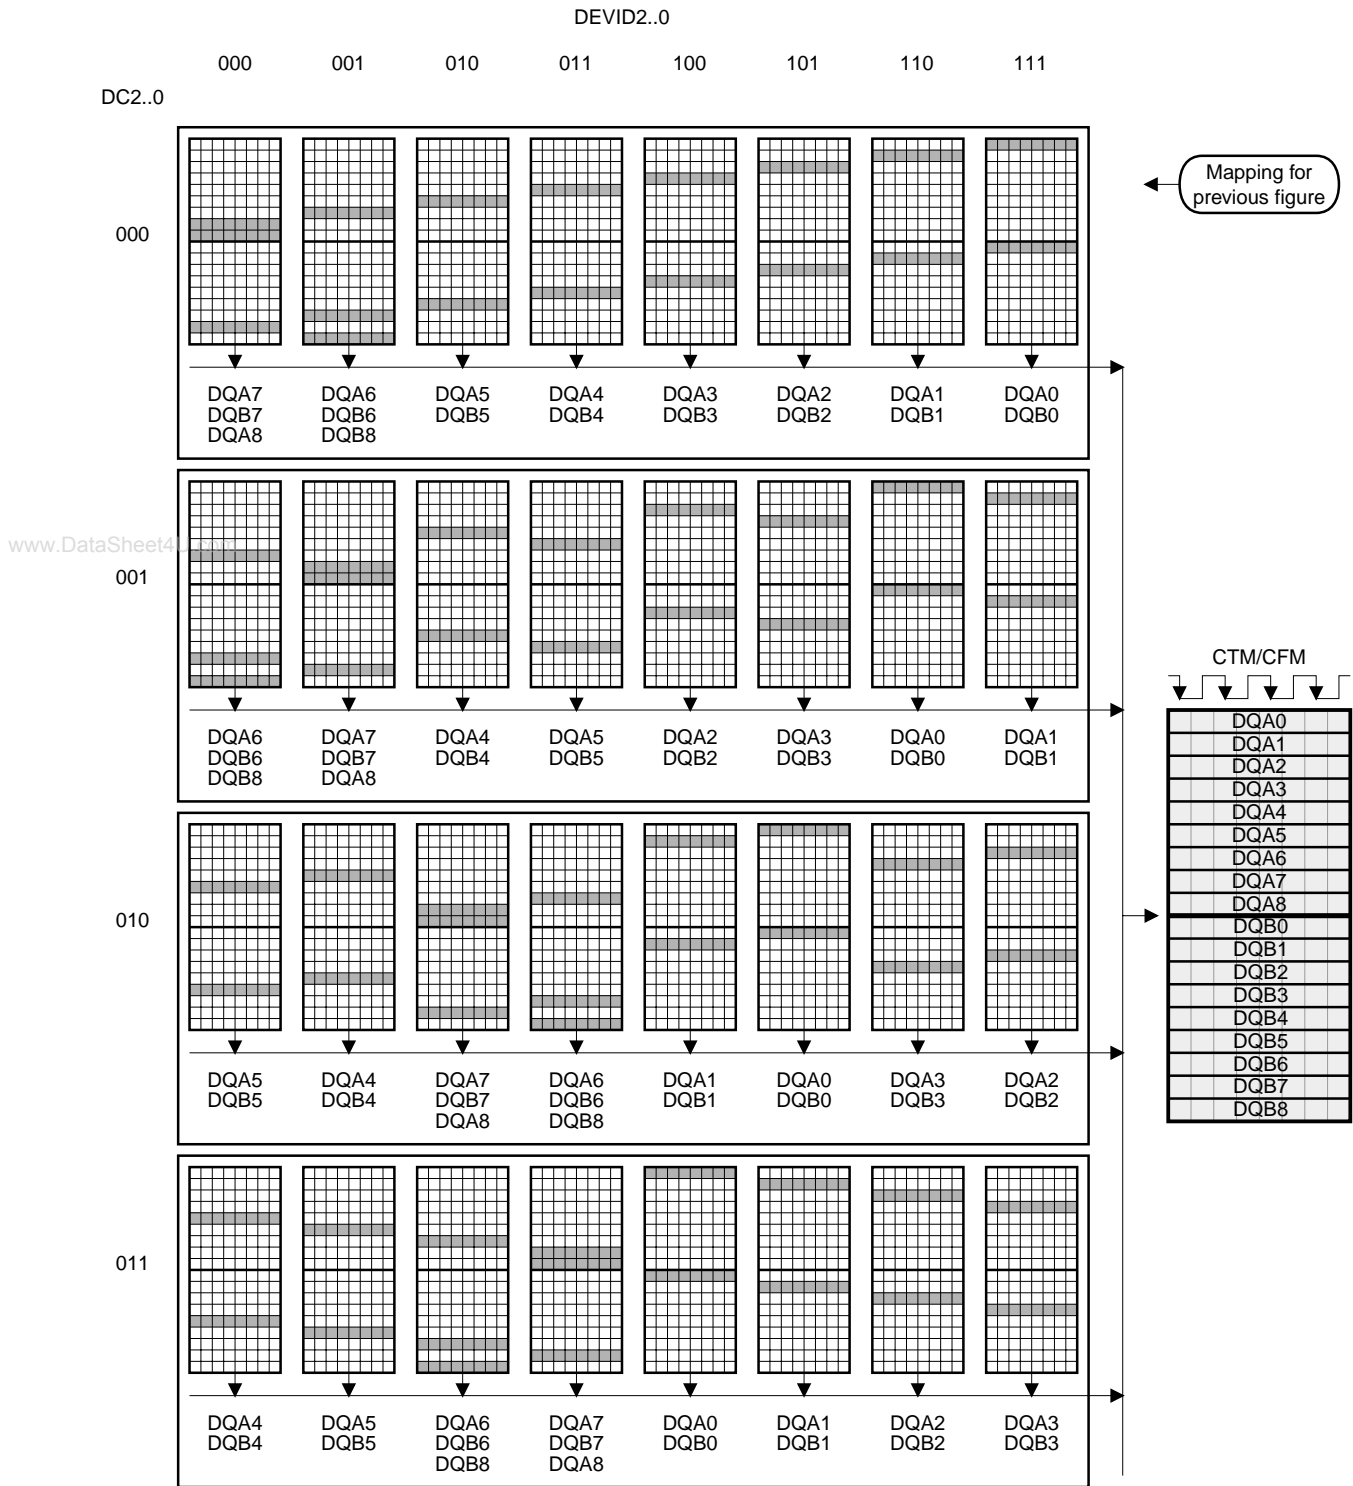 DEVID2..0
000 001 010 011 100 101 110 111
DC2..0
Mapping for
previous figure
000
DQA7 DQA6 DQA5 DQA4 DQA3 DQA2 DQA1 DQA0
DQB7 DQB6 DQB5 DQB4 DQB3 DQB2 DQB1 DQB0
DQA8 DQB8
www.DataSheet4U.com
001
DQA6 DQA7 DQA4 DQA5 DQA2 DQA3 DQA0 DQA1
DQB6 DQB7 DQB4 DQB5 DQB2 DQB3 DQB0 DQB1
DQB8 DQA8
010
DQA5 DQA4 DQA7 DQA6 DQA1 DQA0 DQA3 DQA2
DQB5 DQB4 DQB7 DQB6 DQB1 DQB0 DQB3 DQB2
DQA8 DQB8
011
DQA4 DQA5 DQA6 DQA7 DQA0 DQA1 DQA2 DQA3
DQB4 DQB5 DQB6 DQB7 DQB0 DQB1 DQB2 DQB3
DQB8 DQA8
CTM/CFM
DQA0
DQA1
DQA2
DQA3
DQA4
DQA5
DQA6
DQA7
DQA8
DQB0
DQB1
DQB2
DQB3
DQB4
DQB5
DQB6
DQB7
DQB8